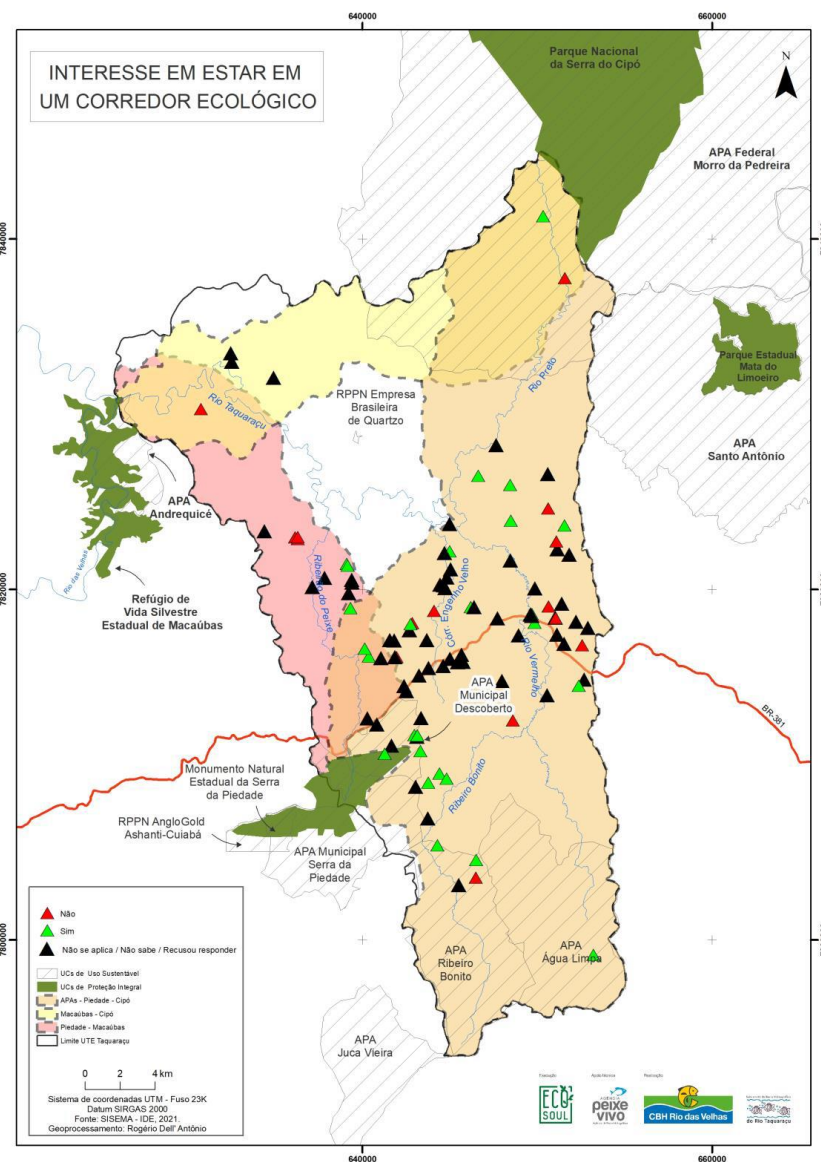 640000
660000
INTERESSE EM ESTAR EM
UM CORREDOR ECOLÓGICO
Parque Nacional
da Serra do Cipó
N
APA Federal
Morro da Pedreira
7840000
Rio Preto
Parque Estadual
Mata do
Limoeiro
RPPN Empresa
Brasileira
de Quartzo
Rio Taquaraçu
APA
Santo Antônio
APA
Andrequicé
Rio das Velhas
Refúgio de
Vida Silvestre
Estadual de Macaúbas
Ribeirão do Peixe
Cór. Engenho Velho
7820000
Rio Vermelho
APA
Municipal
Descoberto
BR-381
Monumento Natural
Estadual da Serra
da Piedade
Ribeiro Bonito
RPPN AngloGold
Ashanti-Cuiabá
APA Municipal
Serra da
Piedade
Não
Sim
Não se aplica / Não sabe / Recusou responder
UCs de Uso Sustentável
UCs de Proteção Integral
APAs - Piedade - Cipó
Macaúbas - Cipó
Piedade - Macaúbas
Limite UTE Taquaraçu
0 2 4 km
Sistema de coordenadas UTM - Fuso 23K
Datum SIRGAS 2000
Fonte: SISEMA - IDE, 2021.
Geoprocessamento: Rogério Dell' Antônio
7800000
APA
Ribeiro
Bonito
APA
Água Limpa
APA
Juca Vieira
ECO
SOUL
peixe
vivo
CBH Rio das Velhas
do Rio Taquaraçu
640000
660000